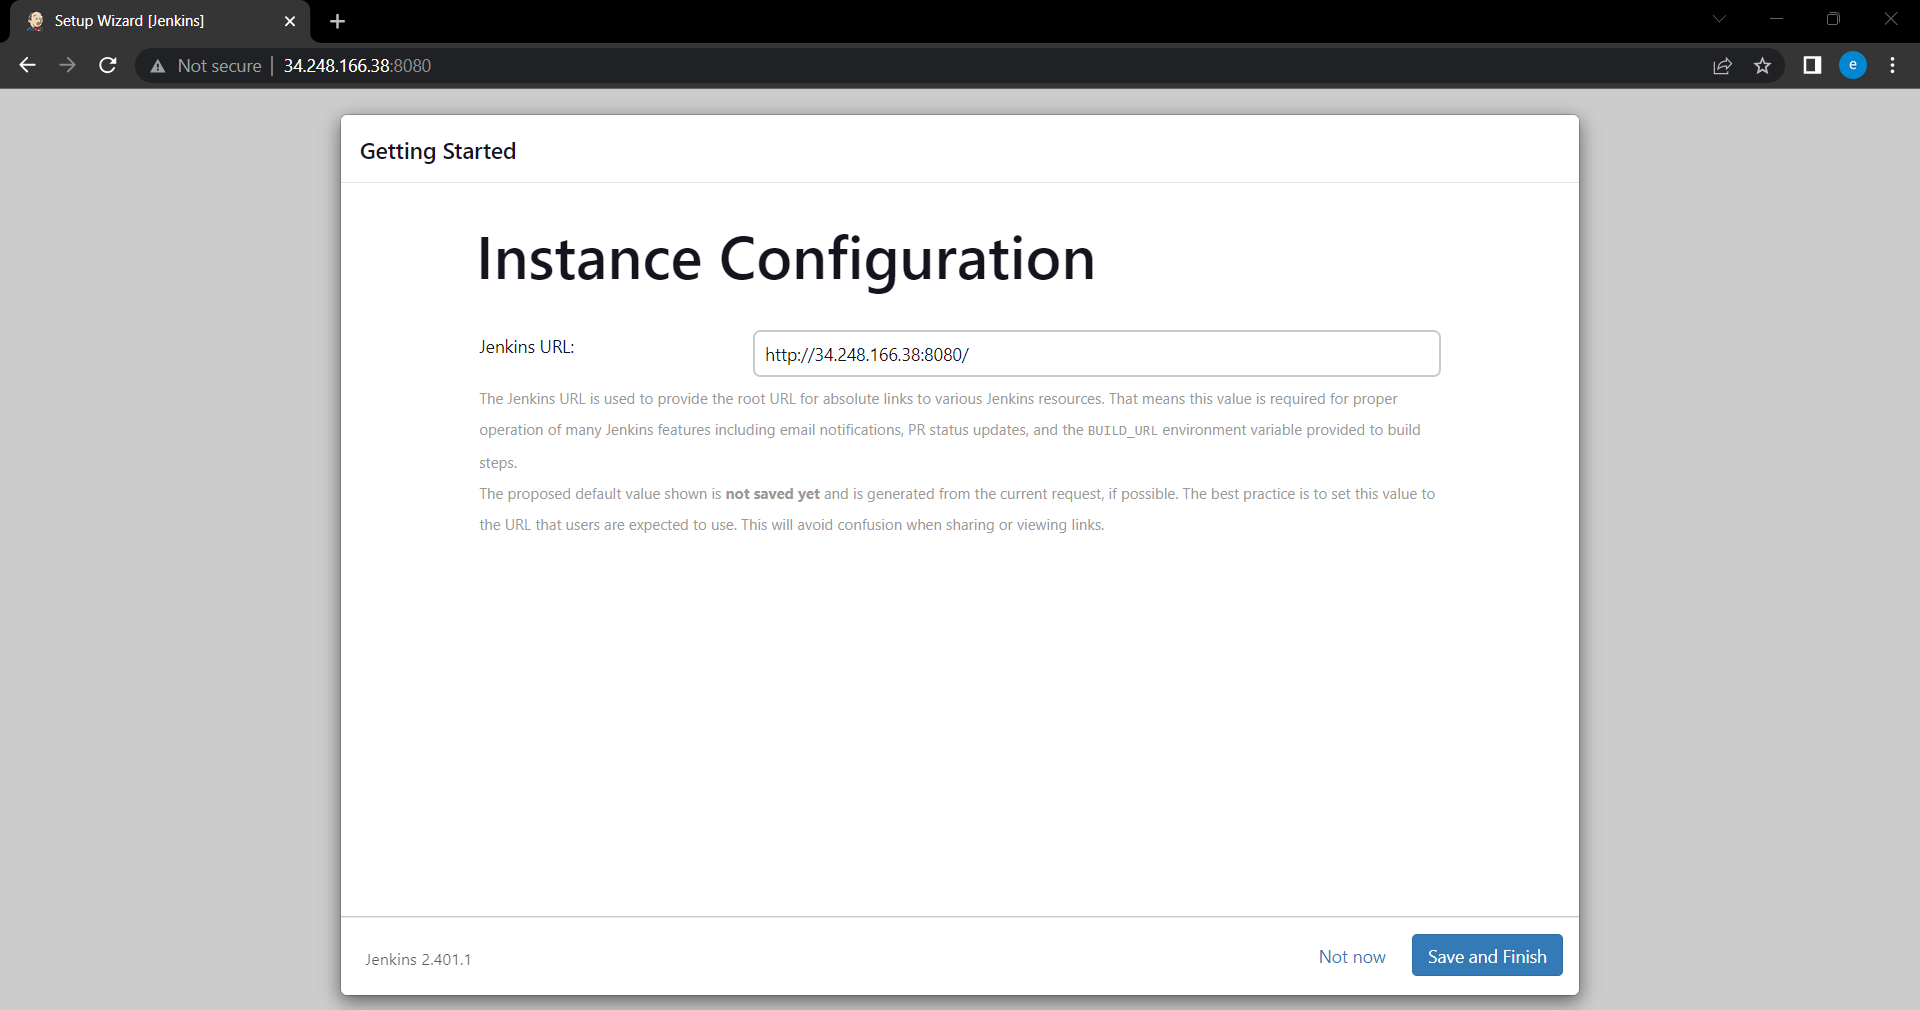 Setup Wizard [Jenkins]
Not secure | 34.248.166.38:8080
e
Getting Started
Instance Configuration
Jenkins URL:
http://34.248.166.38:8080/
The Jenkins URL is used to provide the root URL for absolute links to various Jenkins resources. That means this value is required for proper
operation of many Jenkins features including email notifications, PR status updates, and the BUILD_URL environment variable provided to build
steps.
The proposed default value shown is not saved yet and is generated from the current request, if possible. The best practice is to set this value to
the URL that users are expected to use. This will avoid confusion when sharing or viewing links.
Jenkins 2.401.1
Not now
Save and Finish